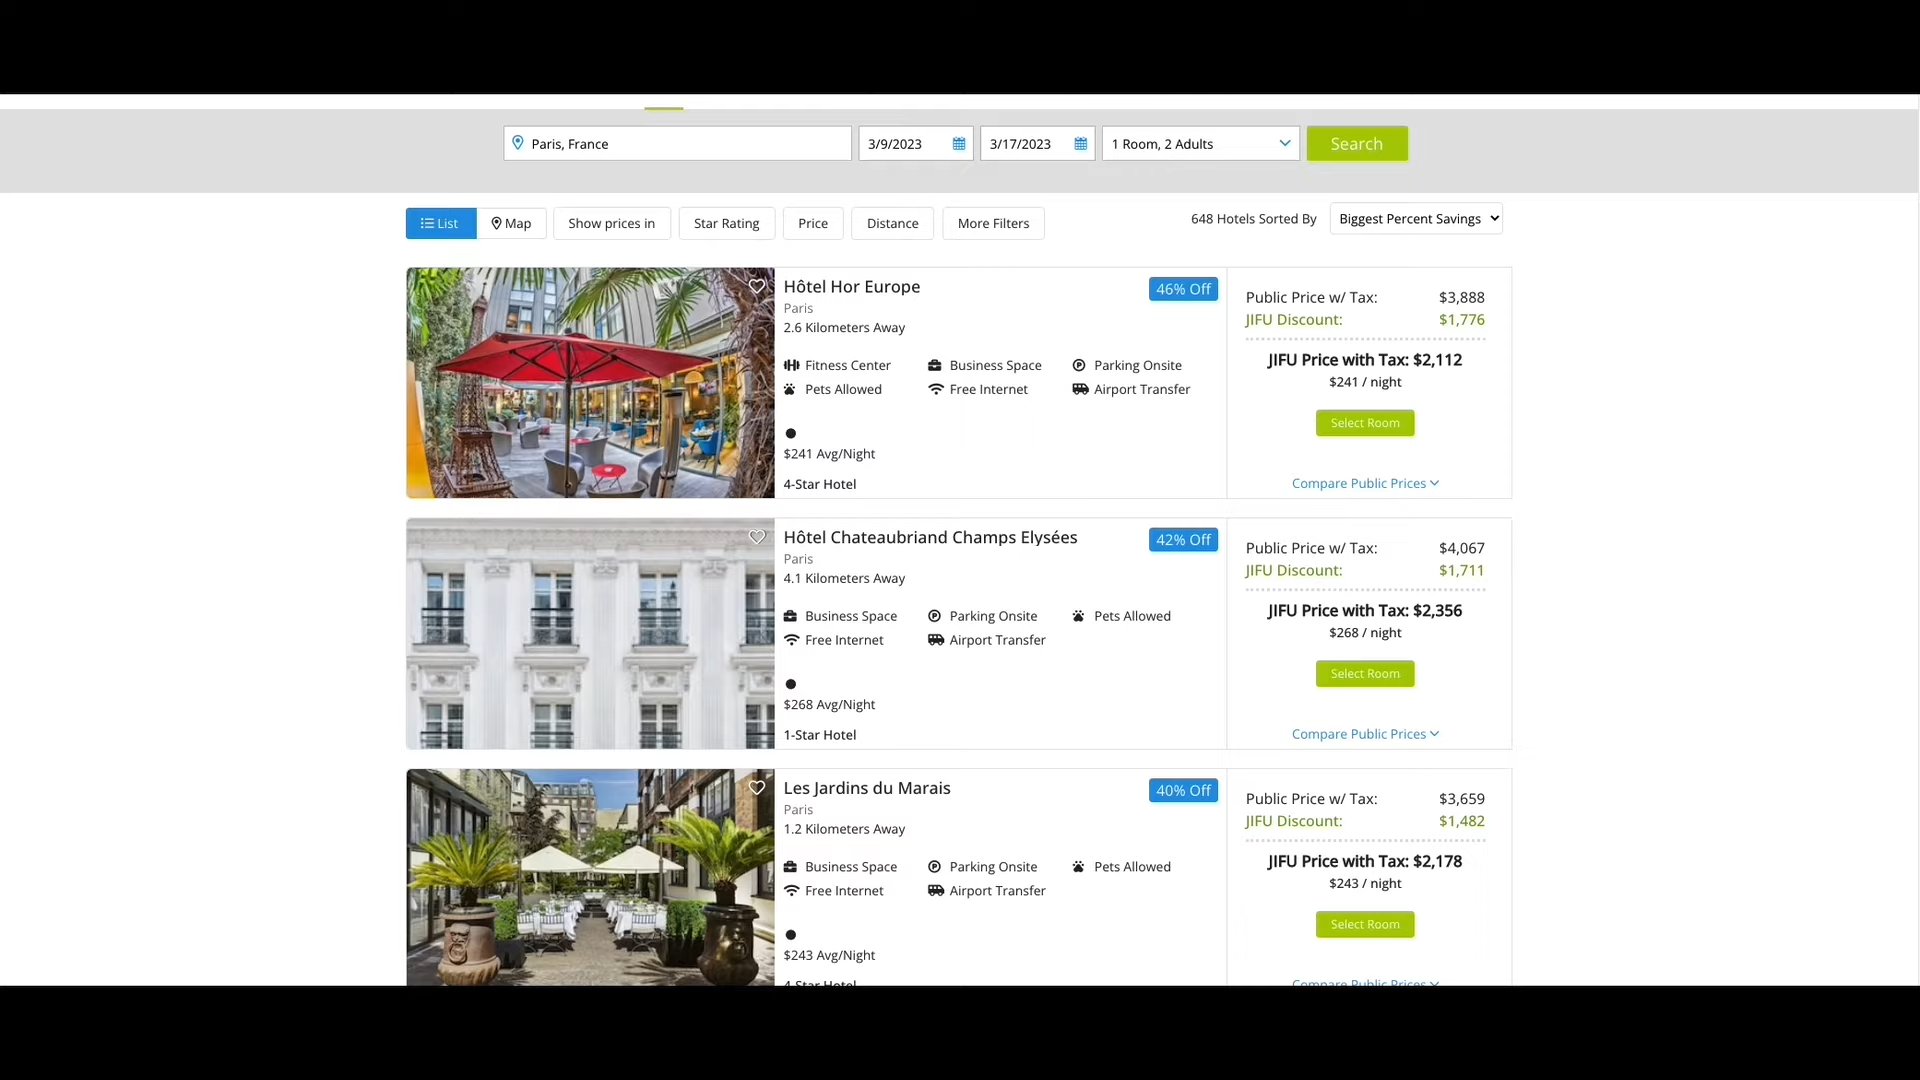 Paris, France
3/9/2023
3/17/2023
1 Room, 2 Adults
Search
List
Map
Show prices in
Star Rating
Price
Distance
More Filters
648 Hotels Sorted By
Biggest Percent Savings
Hôtel Hor Europe
46% Off
Paris
2.6 Kilometers Away
Fitness Center
Business Space
Parking Onsite
Pets Allowed
Free Internet
Airport Transfer
$241 Avg/Night
4-Star Hotel
Public Price w/ Tax: $3,888
JIFU Discount: $1,776
JIFU Price with Tax: $2,112
$241 / night
Select Room
Compare Public Prices
Hôtel Chateaubriand Champs Elysées
42% Off
Paris
4.1 Kilometers Away
Business Space
Parking Onsite
Pets Allowed
Free Internet
Airport Transfer
$268 Avg/Night
1-Star Hotel
Public Price w/ Tax: $4,067
JIFU Discount: $1,711
JIFU Price with Tax: $2,356
$268 / night
Select Room
Compare Public Prices
Les Jardins du Marais
40% Off
Paris
1.2 Kilometers Away
Business Space
Parking Onsite
Pets Allowed
Free Internet
Airport Transfer
$243 Avg/Night
4-Star Hotel
Public Price w/ Tax: $3,659
JIFU Discount: $1,482
JIFU Price with Tax: $2,178
$243 / night
Select Room
Compare Public Prices